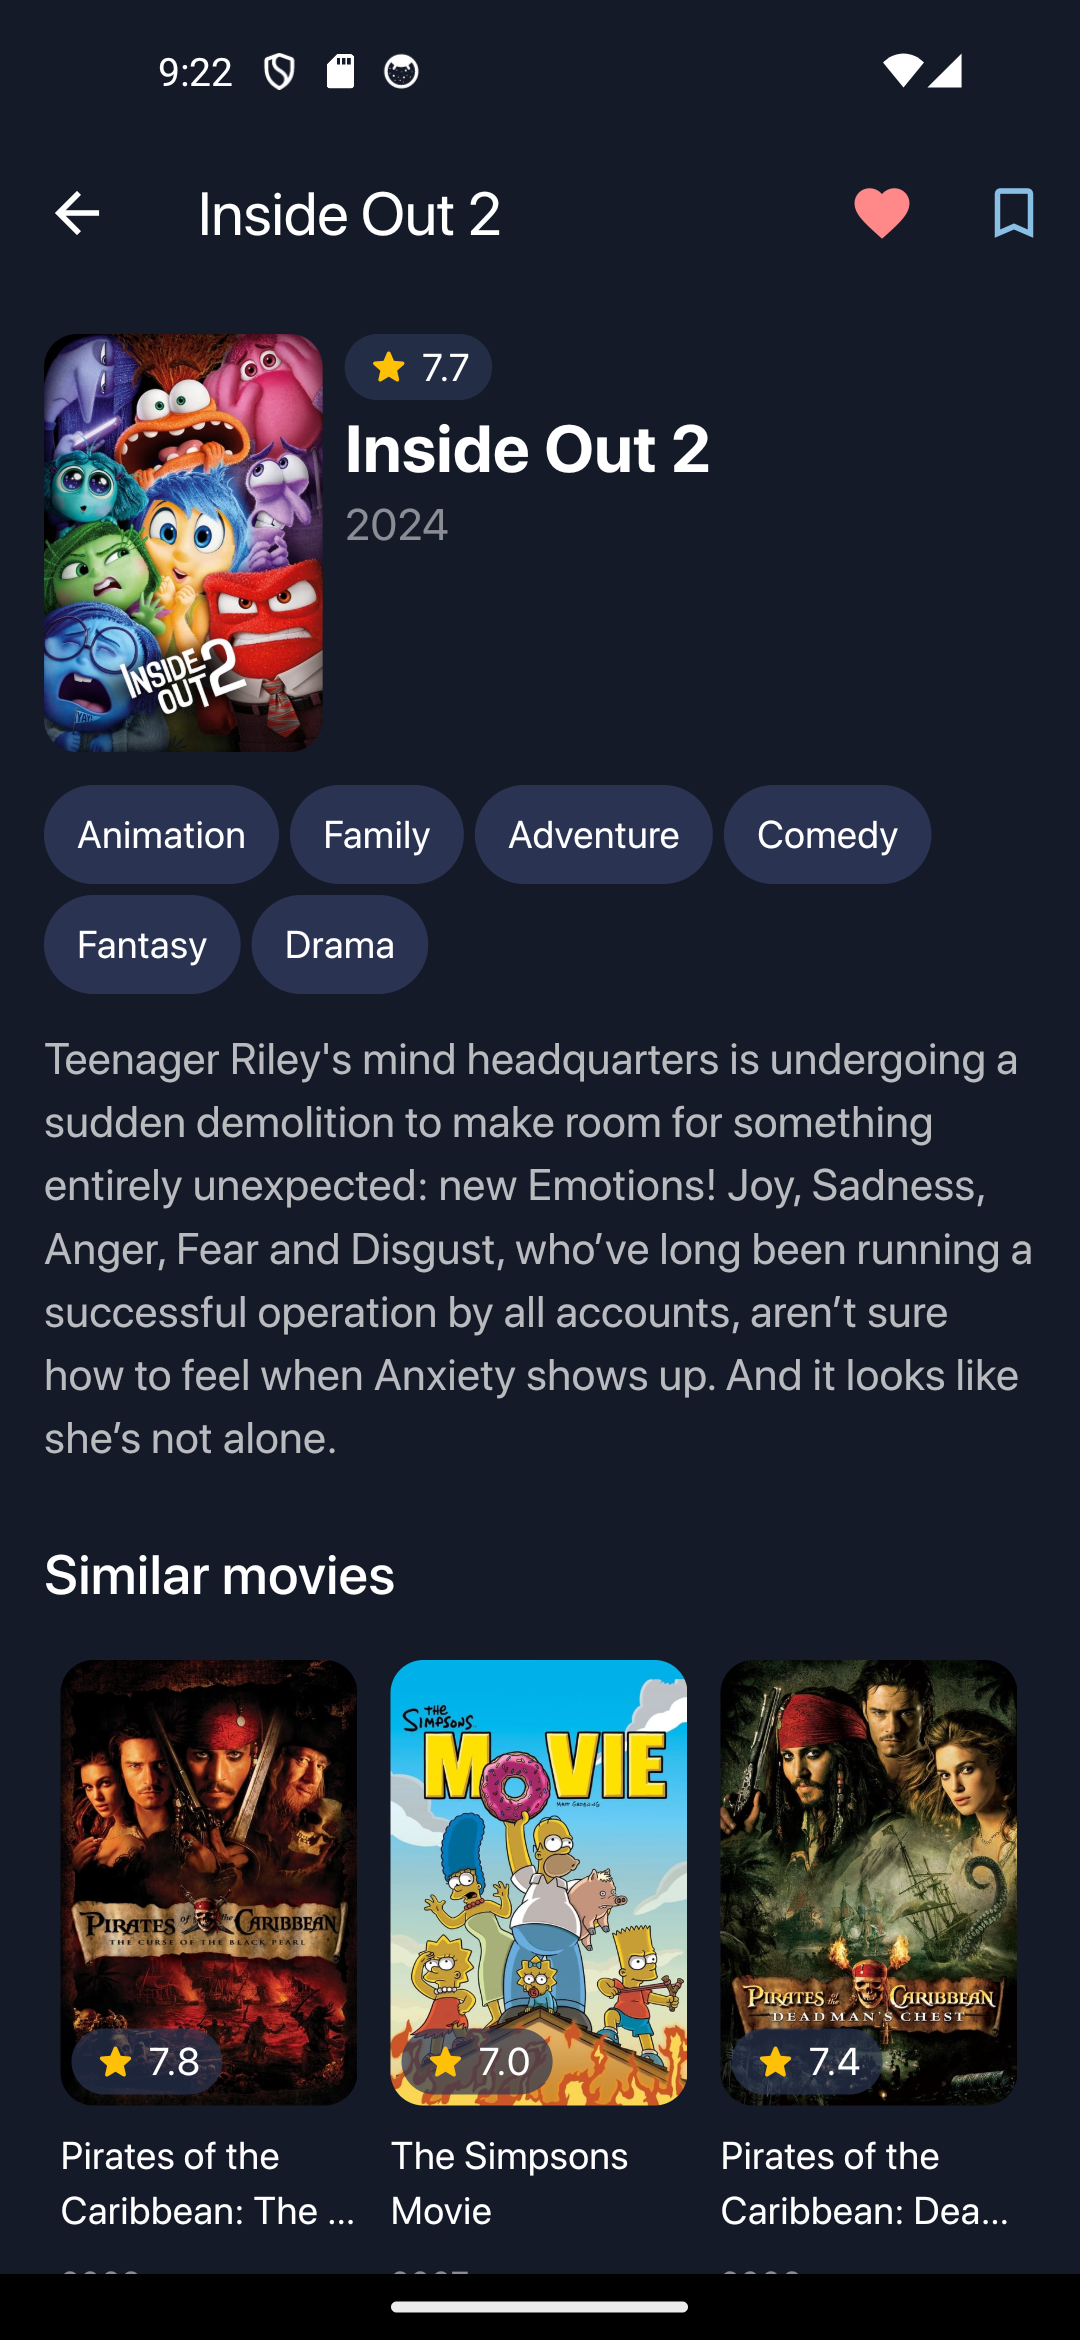 9:22
Inside Out 2
7.7
Inside Out 2
2024
INSIDE
OUT 2
Animation
Family
Adventure
Comedy
Fantasy
Drama
Teenager Riley's mind headquarters is undergoing a
sudden demolition to make room for something
entirely unexpected: new Emotions! Joy, Sadness,
Anger, Fear and Disgust, who’ve long been running a
successful operation by all accounts, aren’t sure
how to feel when Anxiety shows up. And it looks like
she’s not alone.
Similar movies
PIRATES of the CARIBBEAN
THE CURSE OF THE BLACK PEARL
7.8
THE
SIMPSONS
MOVIE
MATT GROENING
7.0
PIRATES of the CARIBBEAN
DEAD MAN'S CHEST
7.4
Pirates of the
Caribbean: The ...
The Simpsons
Movie
Pirates of the
Caribbean: Dea...